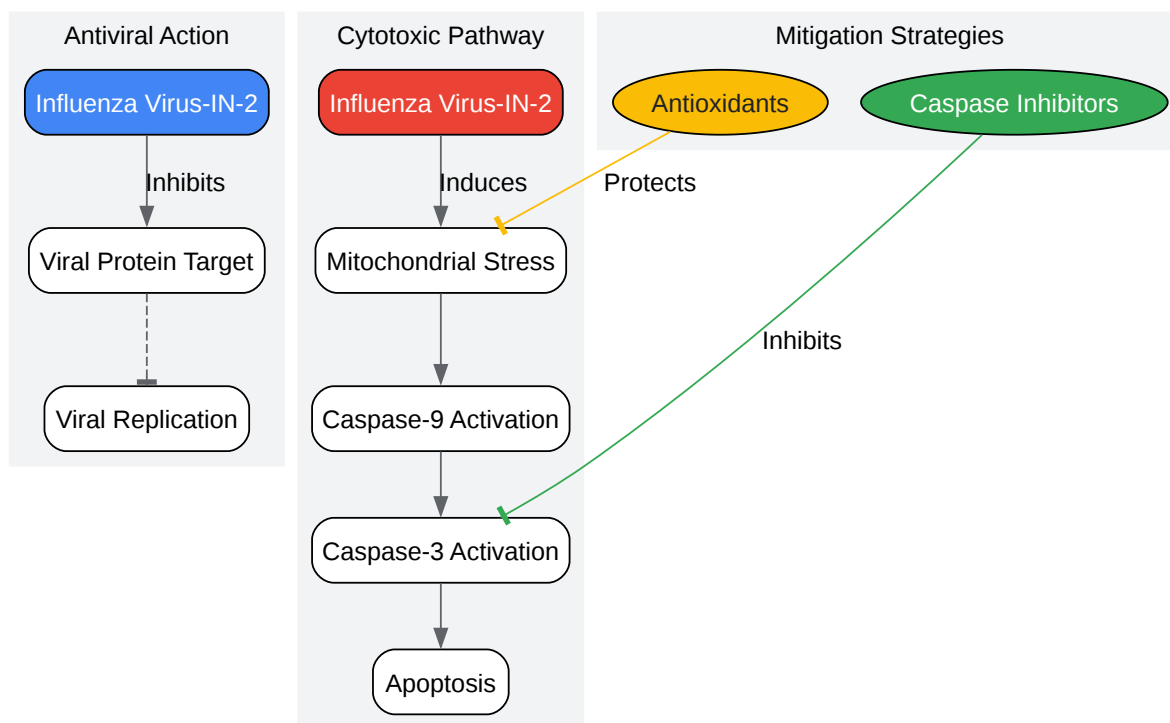 Antiviral Action
Influenza Virus-IN-2
Inhibits
Viral Protein Target
Viral Replication
Cytotoxic Pathway
Influenza Virus-IN-2
Induces
Mitochondrial Stress
Caspase-9 Activation
Caspase-3 Activation
Apoptosis
Mitigation Strategies
Antioxidants
Caspase Inhibitors
Protects
Inhibits